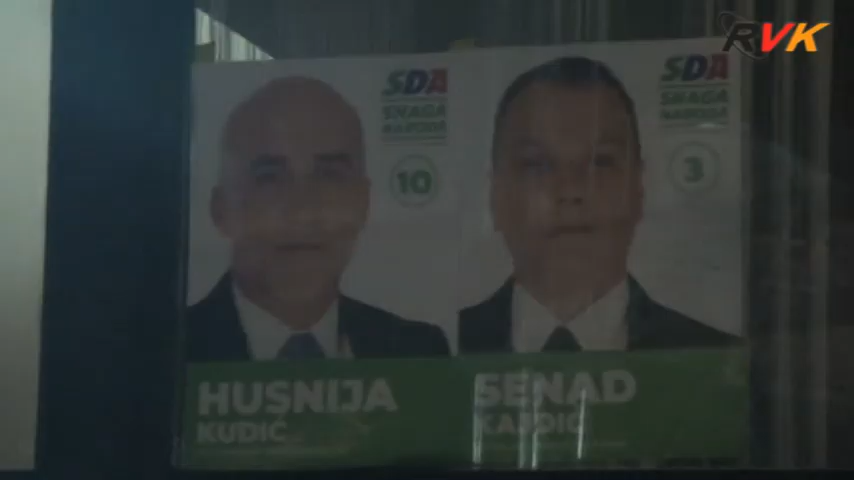 RVK
SDA
SNAGA
NARODA
10
HUSNIJA
KUDIĆ
SDA
SNAGA
NARODA
3
SENAD